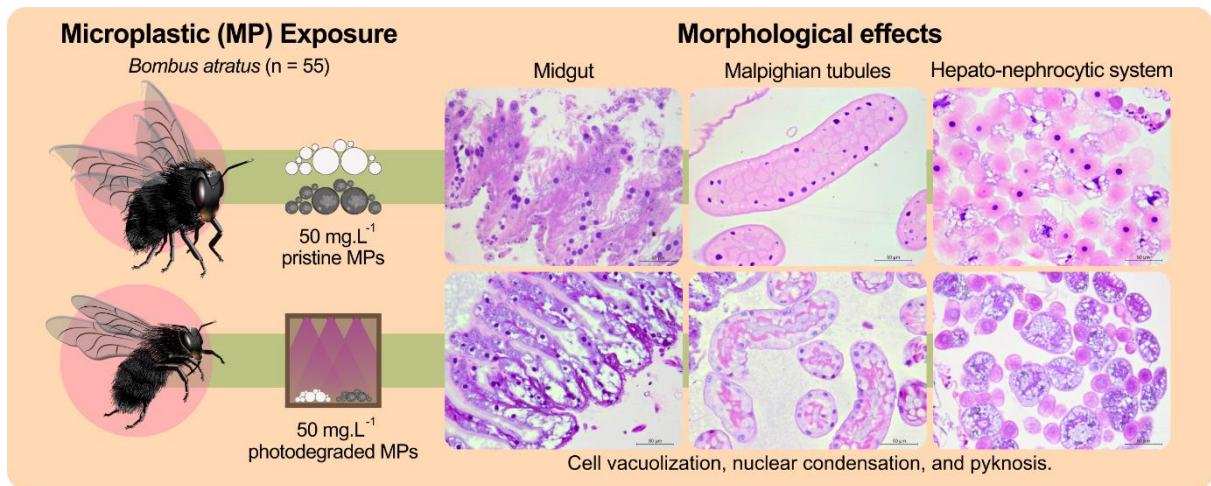 Microplastic (MP) Exposure
Bombus atratus (n = 55)
Morphological effects
Midgut
Malpighian tubules
Hepato-nephrocytic system
50 mg.L⁻¹
pristine MPs
50 mg.L⁻¹
photodegraded MPs
Cell vacuolization, nuclear condensation, and pyknosis.